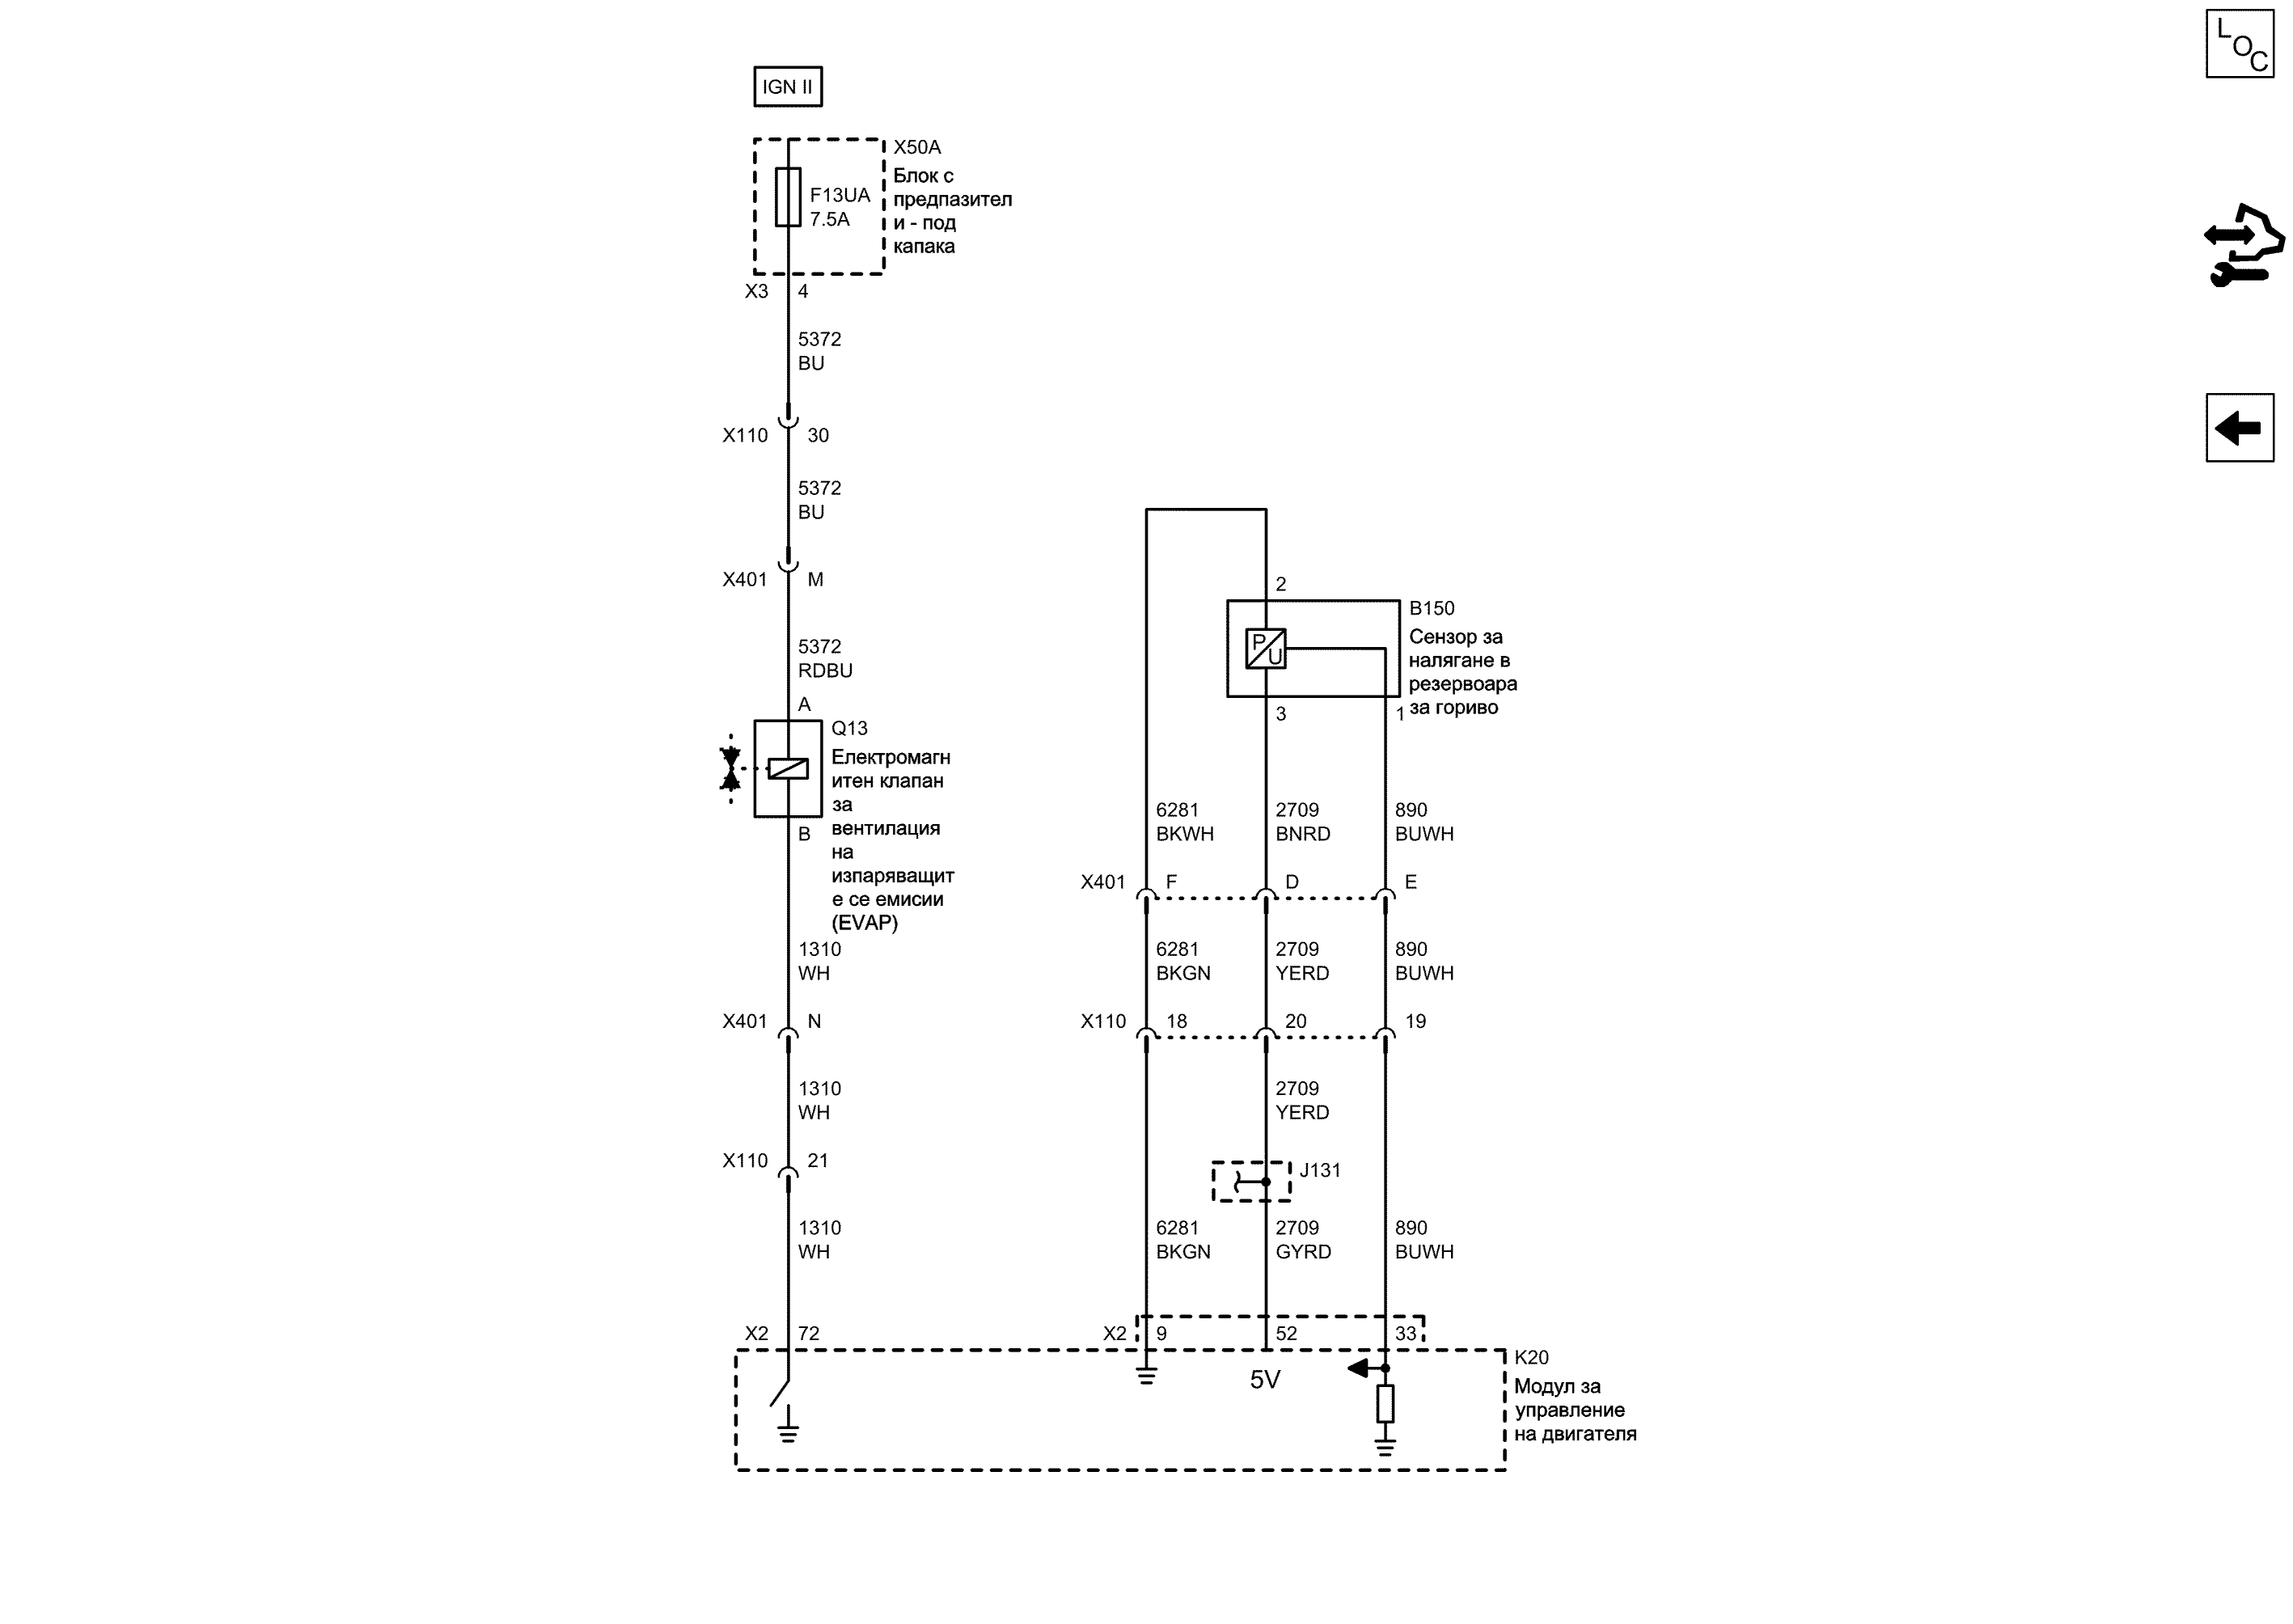 L
O
C
IGN II
X50A
Блок с
предпазител
и - под
капака
F13UA
7.5A
X3 4
5372
BU
X110 30
5372
BU
X401 M
5372
RDBU
A
Q13
Електромагн
итен клапан
за
вентилация
на
изпаряващит
е се емисии
(EVAP)
B
1310
WH
X401 N
1310
WH
X110 21
1310
WH
X2 72
2
B150
Сензор за
налягане в
резервоара
за гориво
P
U
3 1
6281 2709 890
BKWH BNRD BUWH
X401 F D E
6281 2709 890
BKGN YERD BUWH
X110 18 20 19
2709
YERD
J131
6281 2709 890
BKGN GYRD BUWH
X2 9 52 33
5V
K20
Модул за
управление
на двигателя